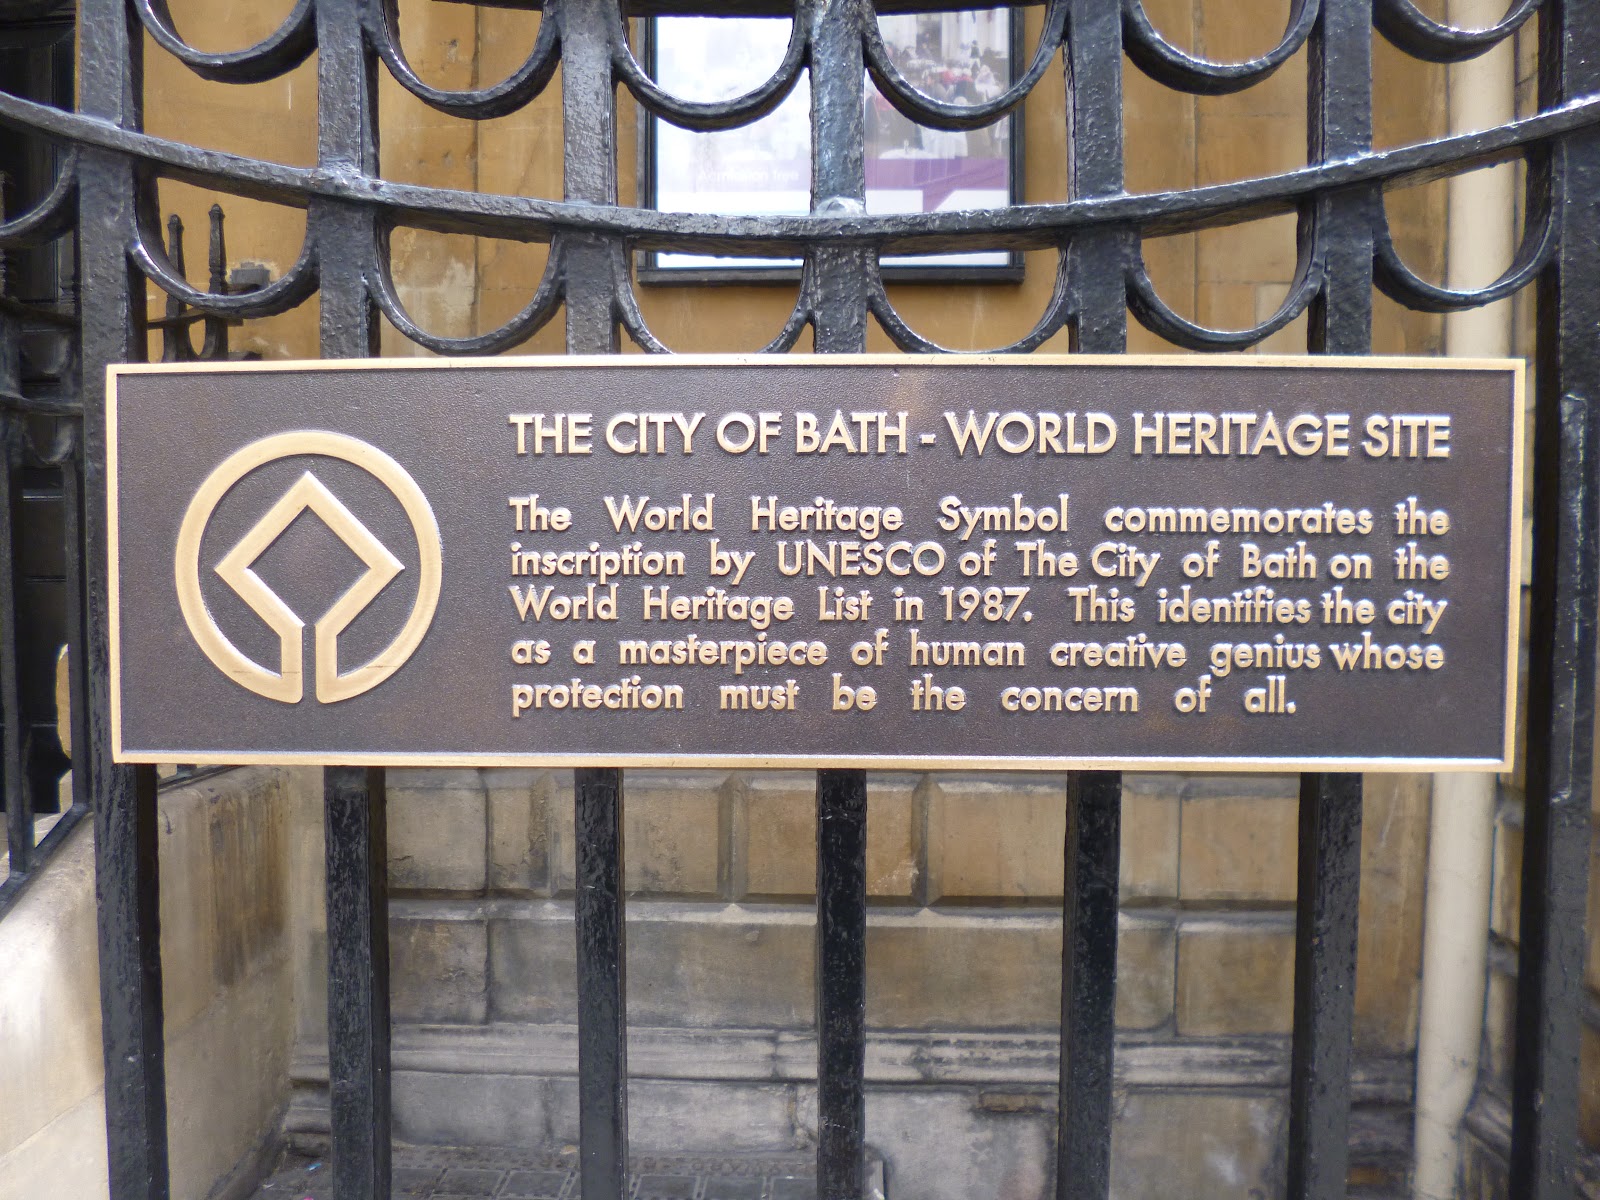 Admission free
THE CITY OF BATH - WORLD HERITAGE SITE
The World Heritage Symbol commemorates the
inscription by UNESCO of The City of Bath on the
World Heritage List in 1987. This identifies the city
as a masterpiece of human creative genius whose
protection must be the concern of all.